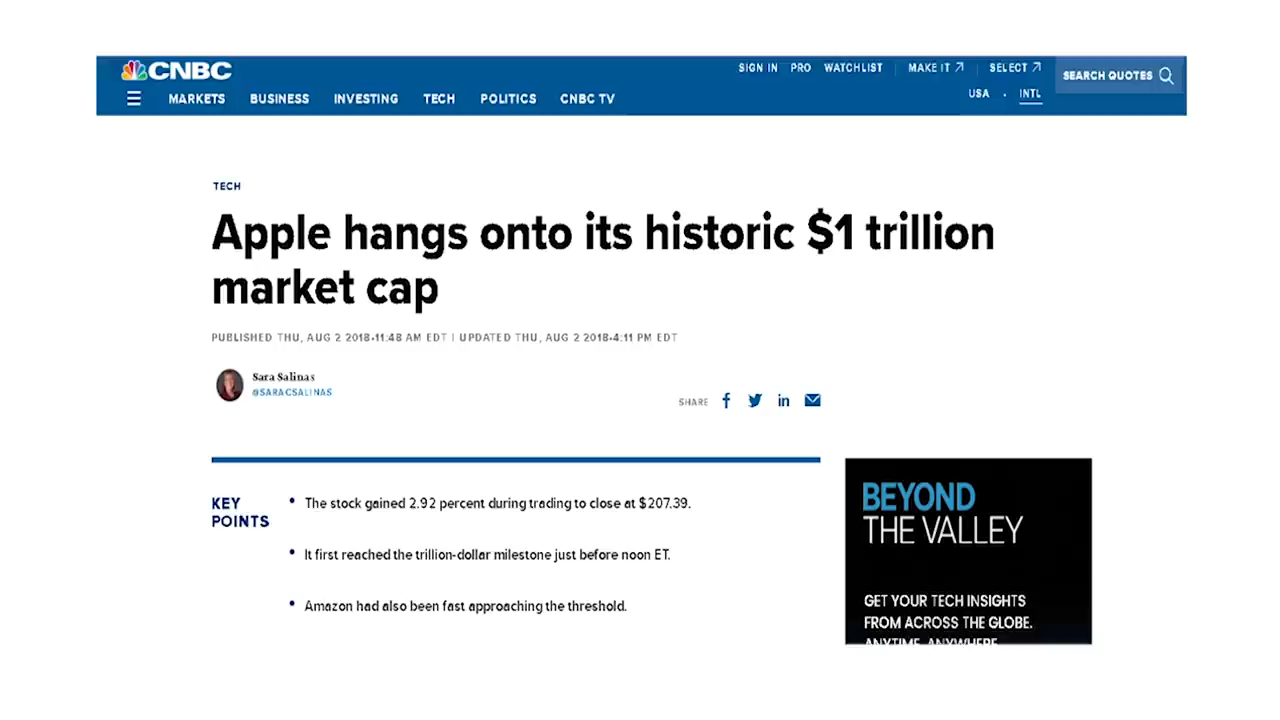 CNBC
SIGN IN PRO WATCHLIST MAKE IT SELECT
SEARCH QUOTES
USA · INTL
MARKETS BUSINESS INVESTING TECH POLITICS CNBC TV
TECH
Apple hangs onto its historic $1 trillion
market cap
PUBLISHED THU, AUG 2 2018•11:48 AM EDT | UPDATED THU, AUG 2 2018•4:11 PM EDT
Sara Salinas
@SARACSALINAS
SHARE
KEY
POINTS
• The stock gained 2.92 percent during trading to close at $207.39.
• It first reached the trillion-dollar milestone just before noon ET.
• Amazon had also been fast approaching the threshold.
BEYOND
THE VALLEY
GET YOUR TECH INSIGHTS
FROM ACROSS THE GLOBE.
ANYTIME, ANYWHERE